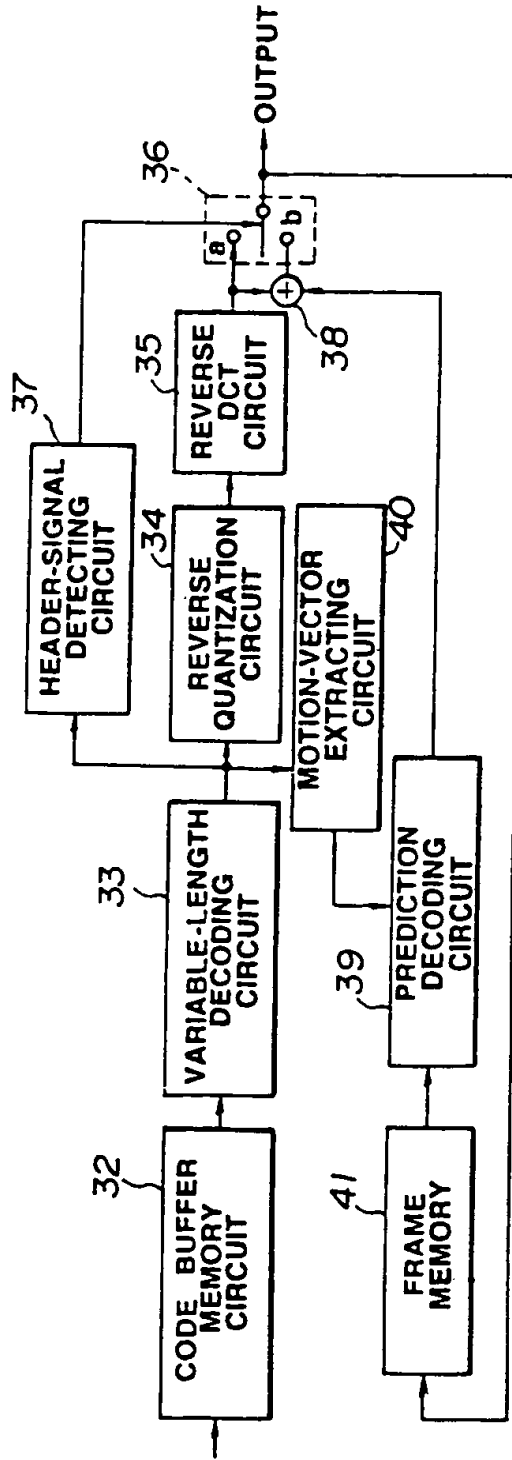 32
CODE BUFFER
MEMORY
CIRCUIT
33
VARIABLE-LENGTH
DECODING
CIRCUIT
37
HEADER-SIGNAL
DETECTING
CIRCUIT
34
REVERSE
QUANTIZATION
CIRCUIT
35
REVERSE
DCT
CIRCUIT
36
a
b
OUTPUT
38
40
MOTION-VECTOR
EXTRACTING
CIRCUIT
39
PREDICTION
DECODING
CIRCUIT
41
FRAME
MEMORY